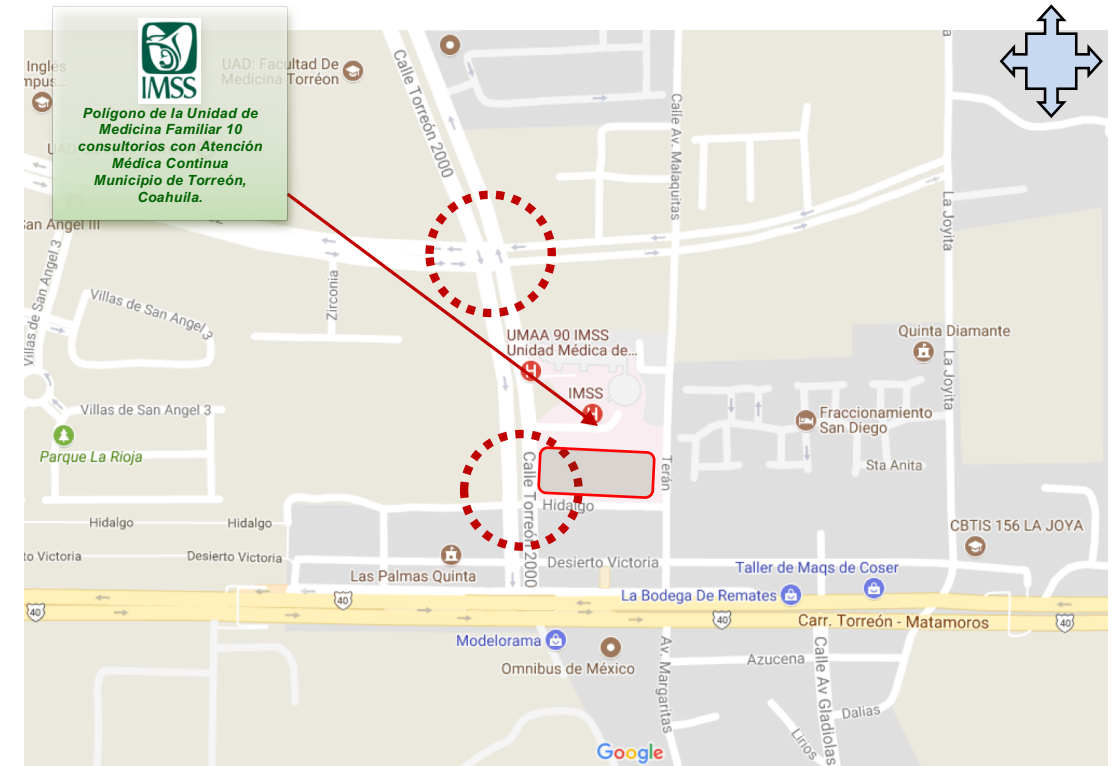 IMSS
Polígono de la Unidad de
Medicina Familiar 10
consultorios con Atención
Médica Continua
Municipio de Torreón,
Coahuila.
Inglés
mpus...
UAD: Facultad De
Medicina Torréon
Calle Torreón 2000
Calle Av. Malaquitas
La Joyita
San Angel III
Villas de San Angel 3
Villas de San Angel 3
Zirconia
UMAA 90 IMSS
Unidad Médica de...
Quinta Diamante
La Joyita
IMSS
Villas de San Angel 3
Fraccionamiento
San Diego
Parque La Rioja
Calle Torreón 2000
Terán
Sta Anita
Hidalgo
Hidalgo
Hidalgo
CBTIS 156 LA JOYA
to Victoria
Desierto Victoria
Desierto Victoria
Las Palmas Quinta
Taller de Maqs de Coser
La Bodega De Remates
40
40
40
40
Carr. Torreón - Matamoros
Modelorama
Omnibus de México
Av. Margaritas
Azucena
Calle Av Gladiolas
Dalias
Lirios
Google